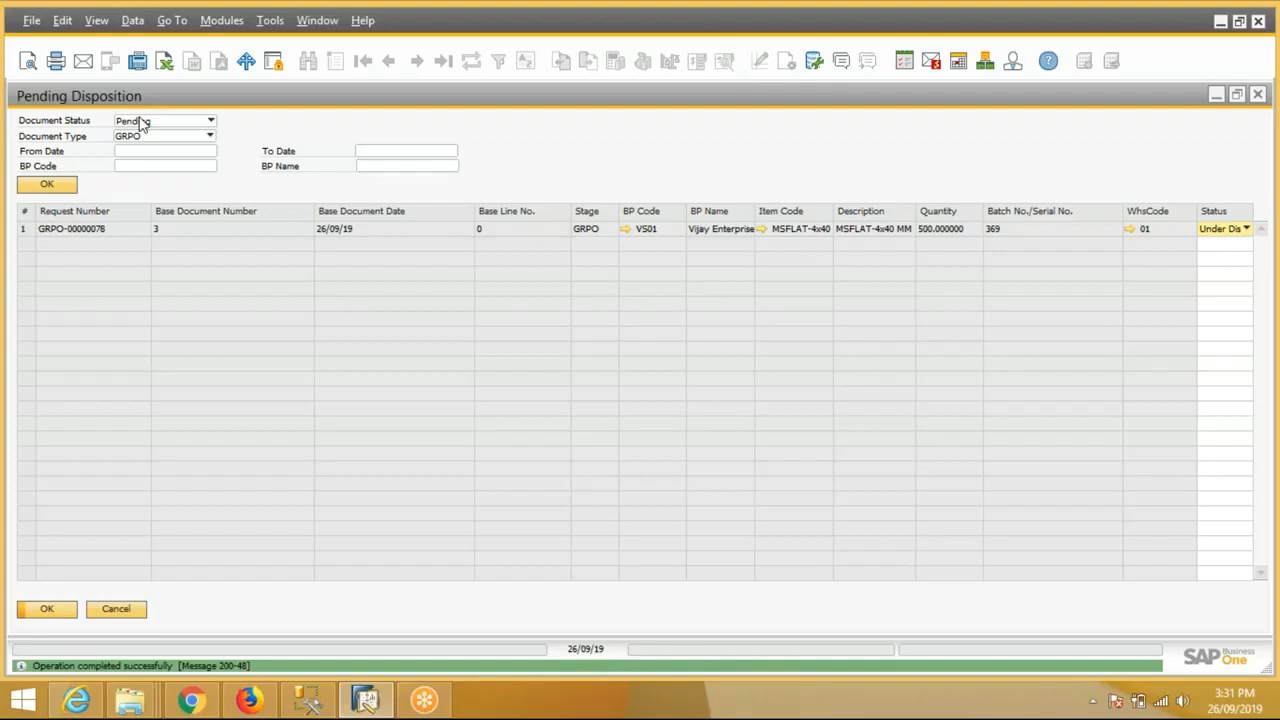 File Edit View Data Go To Modules Tools Window Help
Pending Disposition
Document Status Pending
Document Type GRPO
From Date To Date
BP Code BP Name
OK
# Request Number Base Document Number Base Document Date Base Line No. Stage BP Code BP Name Item Code Description Quantity Batch No./Serial No. WhsCode Status
1 GRPO-00000078 3 26/09/19 0 GRPO VS01 Vijay Enterprise MSFLAT-4x40 MSFLAT-4x40 MM 500.000000 369 01 Under Dis
OK Cancel
26/09/19
Operation completed successfully [Message 200-48]
SAP Business One
3:31 PM
26/09/2019